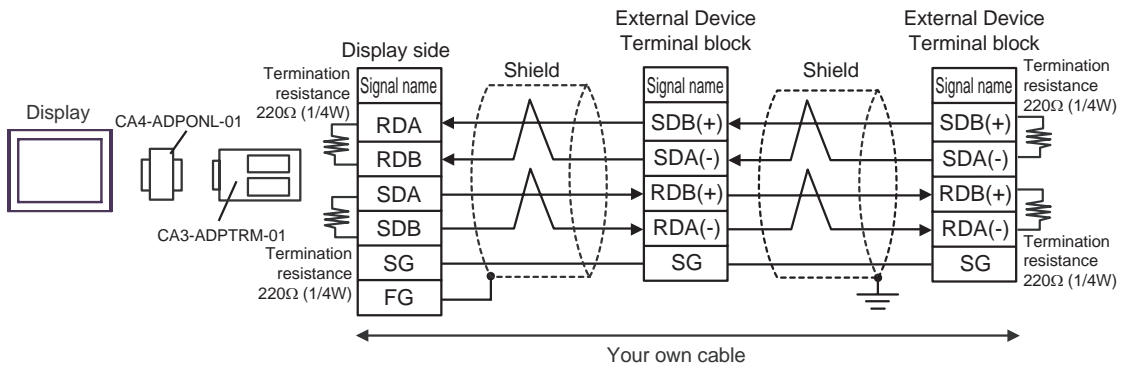 Display
CA4-ADPONL-01
CA3-ADPTRM-01
Display side
Termination
resistance
220Ω (1/4W)
Termination
resistance
220Ω (1/4W)
Signal name
RDA
RDB
SDA
SDB
SG
FG
Shield
External Device
Terminal block
Signal name
SDB(+)
SDA(-)
RDB(+)
RDA(-)
SG
Shield
External Device
Terminal block
Signal name
SDB(+)
SDA(-)
RDB(+)
RDA(-)
SG
Termination
resistance
220Ω (1/4W)
Termination
resistance
220Ω (1/4W)
Your own cable